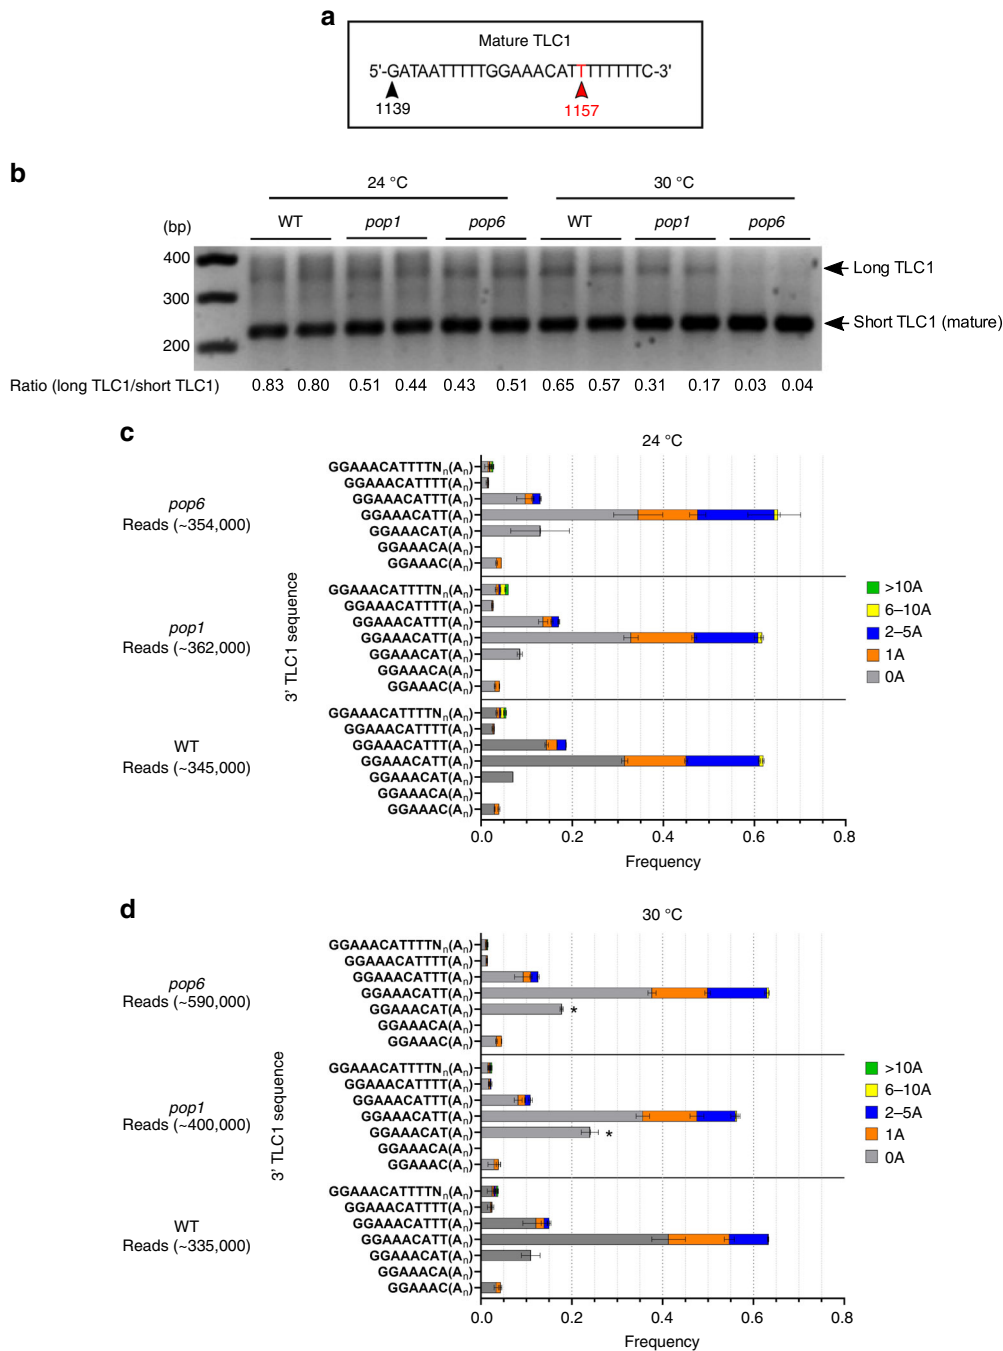 a
Mature TLC1
5'-GATAATTTTTGGAAACATTTTTTTTC-3'
1139
1157
b
24 °C
30 °C
WT
pop1
pop6
WT
pop1
pop6
(bp)
400
300
200
Long TLC1
Short TLC1 (mature)
Ratio (long TLC1/short TLC1)
0.83 0.80 0.51 0.44 0.43 0.51 0.65 0.57 0.31 0.17 0.03 0.04
c
24 °C
3' TLC1 sequence
pop6
Reads (~354,000)
GGAAACATTTTNn(An)
GGAAACATTTT(An)
GGAAACATTT(An)
GGAAACATT(An)
GGAAACAT(An)
GGAAACA(An)
GGAAAC(An)
pop1
Reads (~362,000)
GGAAACATTTTNn(An)
GGAAACATTTT(An)
GGAAACATTT(An)
GGAAACATT(An)
GGAAACAT(An)
GGAAACA(An)
GGAAAC(An)
WT
Reads (~345,000)
GGAAACATTTTNn(An)
GGAAACATTTT(An)
GGAAACATTT(An)
GGAAACATT(An)
GGAAACAT(An)
GGAAACA(An)
GGAAAC(An)
>10A
6–10A
2–5A
1A
0A
0.0 0.2 0.4 0.6 0.8
Frequency
d
30 °C
3' TLC1 sequence
pop6
Reads (~590,000)
GGAAACATTTTNn(An)
GGAAACATTTT(An)
GGAAACATTT(An)
GGAAACATT(An)
GGAAACAT(An)
*
GGAAACA(An)
GGAAAC(An)
pop1
Reads (~400,000)
GGAAACATTTTNn(An)
GGAAACATTTT(An)
GGAAACATTT(An)
GGAAACATT(An)
GGAAACAT(An)
*
GGAAACA(An)
GGAAAC(An)
WT
Reads (~335,000)
GGAAACATTTTNn(An)
GGAAACATTTT(An)
GGAAACATTT(An)
GGAAACATT(An)
GGAAACAT(An)
GGAAACA(An)
GGAAAC(An)
>10A
6–10A
2–5A
1A
0A
0.0 0.2 0.4 0.6 0.8
Frequency